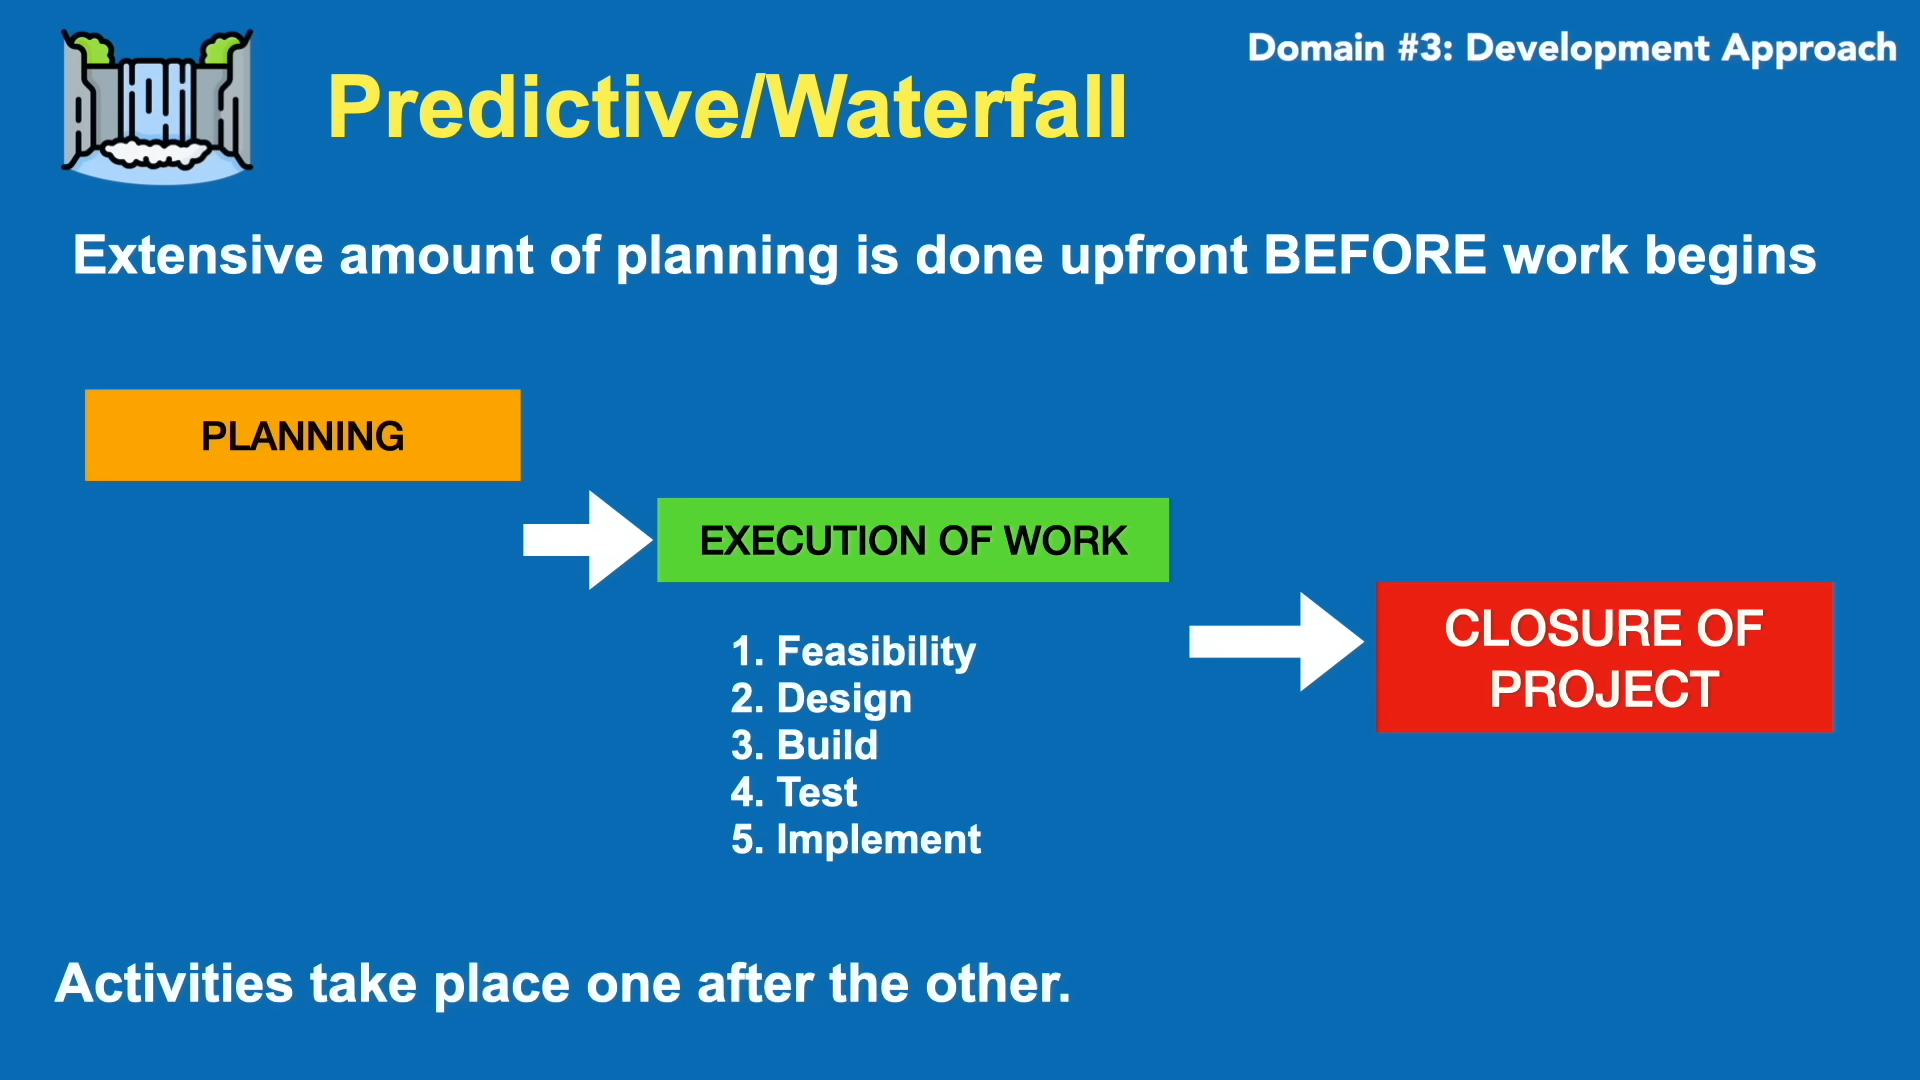 Domain #3: Development Approach
Predictive/Waterfall
Extensive amount of planning is done upfront BEFORE work begins
PLANNING
EXECUTION OF WORK
1. Feasibility
2. Design
3. Build
4. Test
5. Implement
CLOSURE OF
PROJECT
Activities take place one after the other.